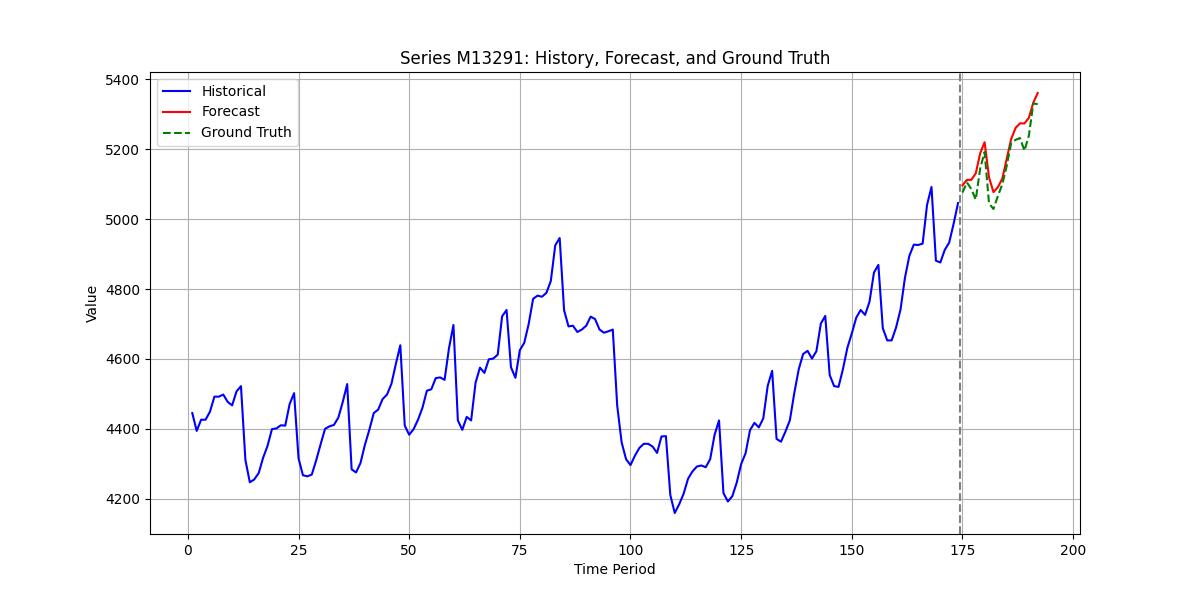 Series M13291: History, Forecast, and Ground Truth
Historical
Forecast
Ground Truth
Value
5400
5200
5000
4800
4600
4400
4200
0 25 50 75 100 125 150 175 200
Time Period